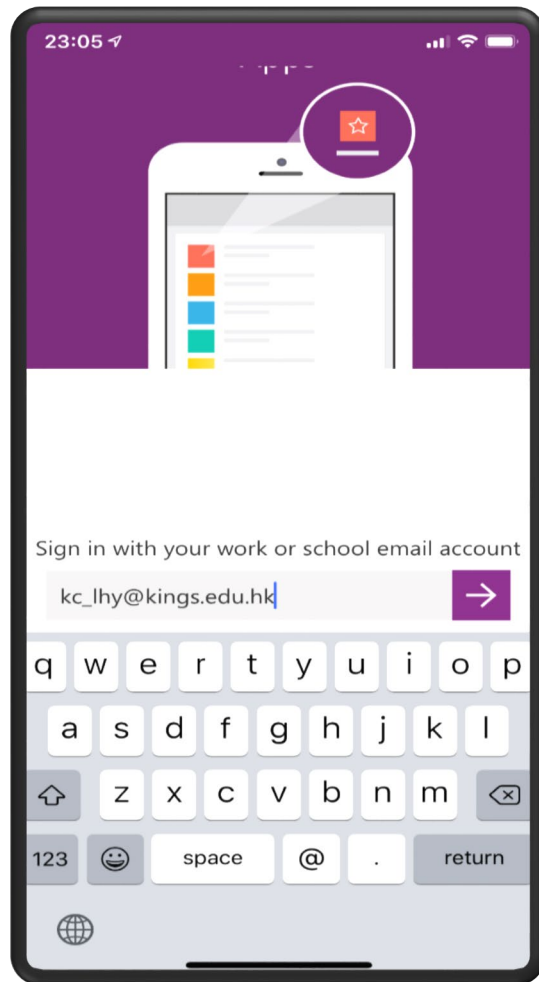 23:05
Sign in with your work or school email account
kc_lhy@kings.edu.hk
q w e r t y u i o p
a s d f g h j k l
z x c v b n m
123 space @ . return